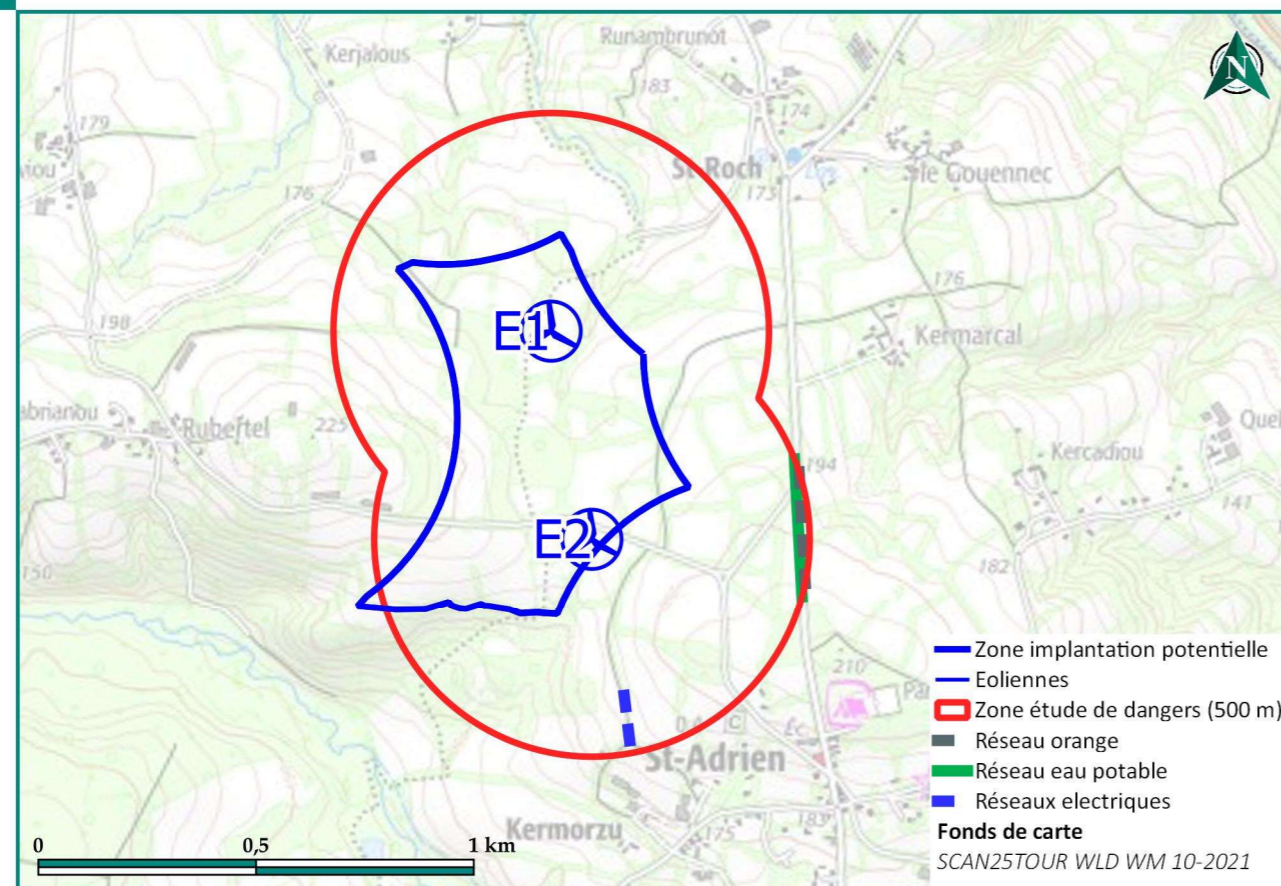 Runambrunot
Kerjalous
N
183
174
179
St-Roch
Ste Gouennec
176
173
176
E1
198
Kermarcal
Rubertel
225
Kercadiou
194
141
E2
150
182
210
Zone implantation potentielle
Eoliennes
Zone étude de dangers (500 m)
Réseau orange
St-Adrien
Réseau eau potable
Réseaux electriques
Kermorzu
175
183
Fonds de carte
SCAN25TOUR WLD WM 10-2021
0
0,5
1 km